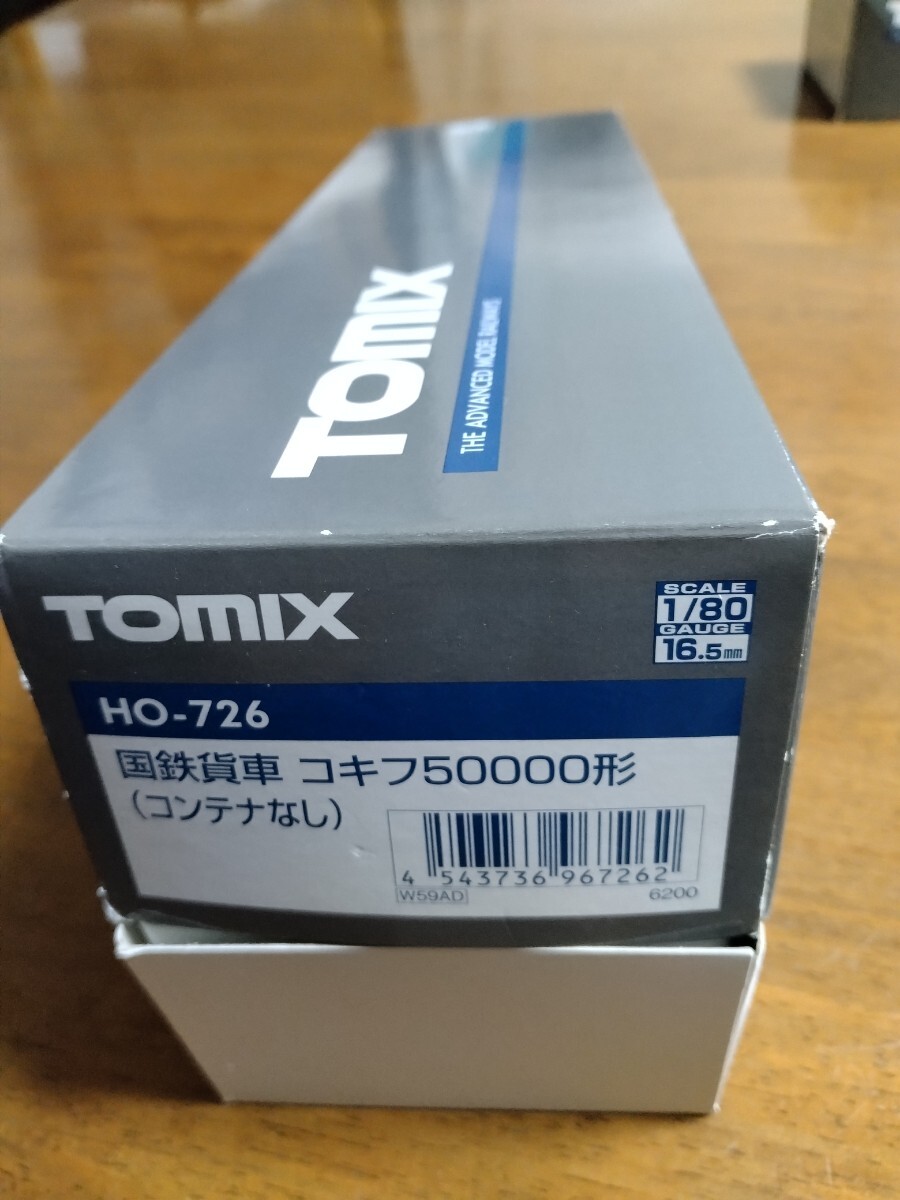 TOMIX
THE ADVANCED MODEL RAILWAYS
TOMIX
SCALE
1/80
GAUGE
16.5mm
HO-726
国鉄貨車 コキフ50000形
(コンテナなし)
4 543736 967262
W59AD 6200